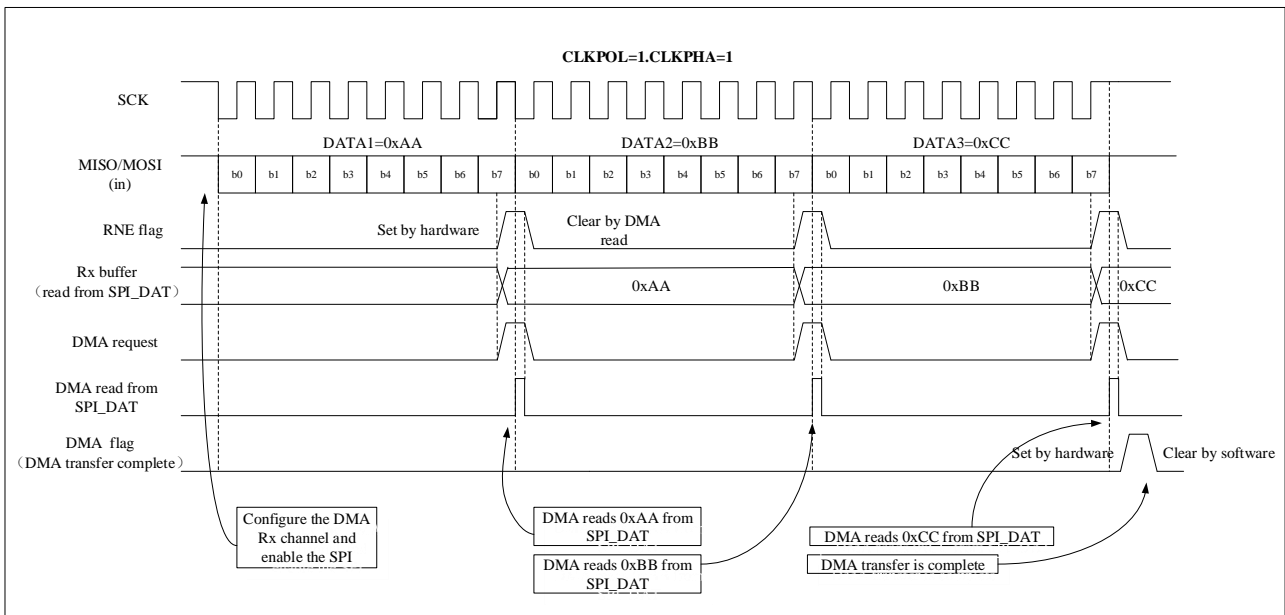 CLKPOL=1.CLKPHA=1
SCK
DATA1=0xAA
DATA2=0xBB
DATA3=0xCC
MISO/MOSI
(in)
b0 b1 b2 b3 b4 b5 b6 b7 b0 b1 b2 b3 b4 b5 b6 b7 b0 b1 b2 b3 b4 b5 b6 b7
RNE flag
Set by hardware
Clear by DMA
read
Rx buffer
（read from SPI_DAT）
0xAA
0xBB
0xCC
DMA request
DMA read from
SPI_DAT
DMA flag
（DMA transfer complete）
Set by hardware
Clear by software
Configure the DMA
Rx channel and
enable the SPI
DMA reads 0xAA from
SPI_DAT
DMA reads 0xBB from
SPI_DAT
DMA reads 0xCC from SPI_DAT
DMA transfer is complete